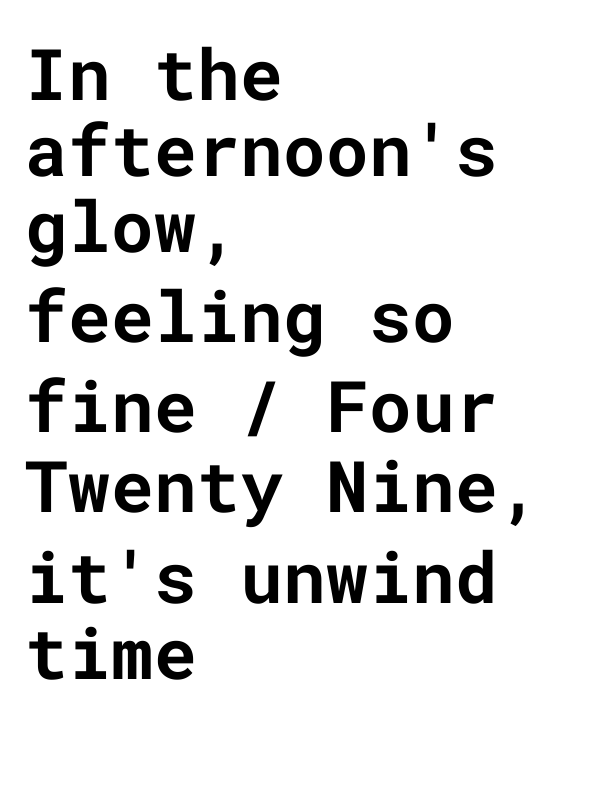 In the
afternoon's
glow,
feeling so
fine / Four
Twenty Nine,
it's unwind
time